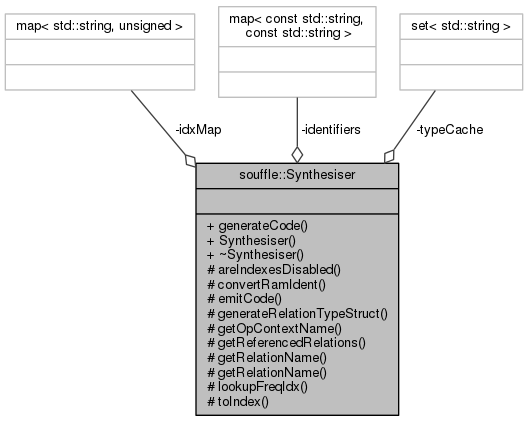 map< std::string, unsigned >
map< const std::string,
const std::string >
set< std::string >
-idxMap
-identifiers
-typeCache
souffle::Synthesiser
+ generateCode()
+ Synthesiser()
+ ~Synthesiser()
# areIndexesDisabled()
# convertRamIdent()
# emitCode()
# generateRelationTypeStruct()
# getOpContextName()
# getReferencedRelations()
# getRelationName()
# getRelationName()
# lookupFreqIdx()
# toIndex()